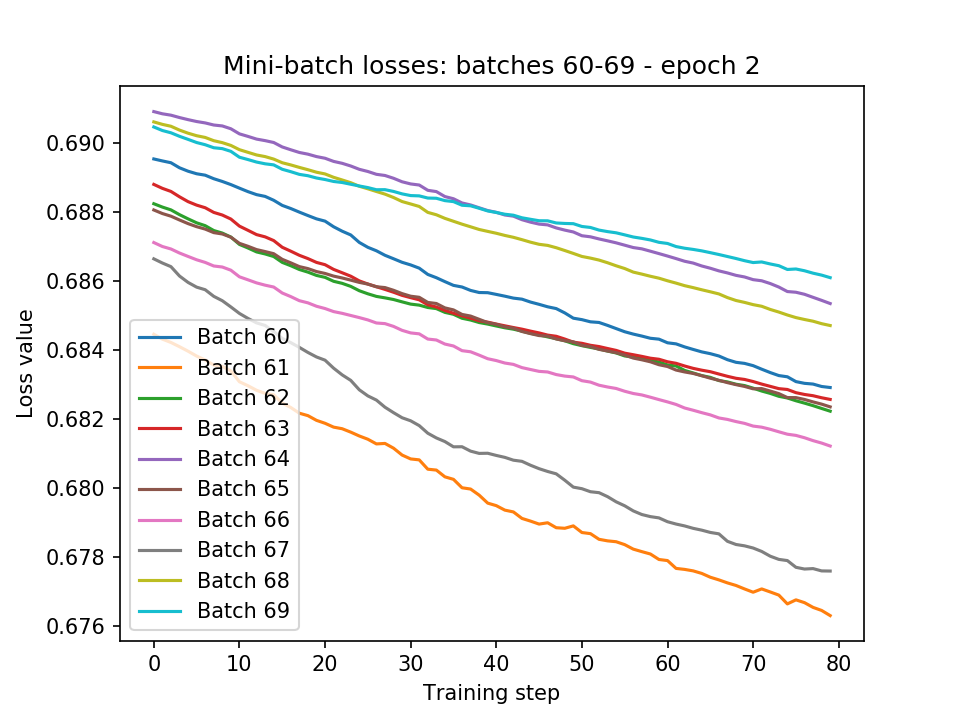 Mini-batch losses: batches 60-69 - epoch 2
Loss value
0.690
0.688
0.686
0.684
0.682
0.680
0.678
0.676
Batch 60
Batch 61
Batch 62
Batch 63
Batch 64
Batch 65
Batch 66
Batch 67
Batch 68
Batch 69
0 10 20 30 40 50 60 70 80
Training step